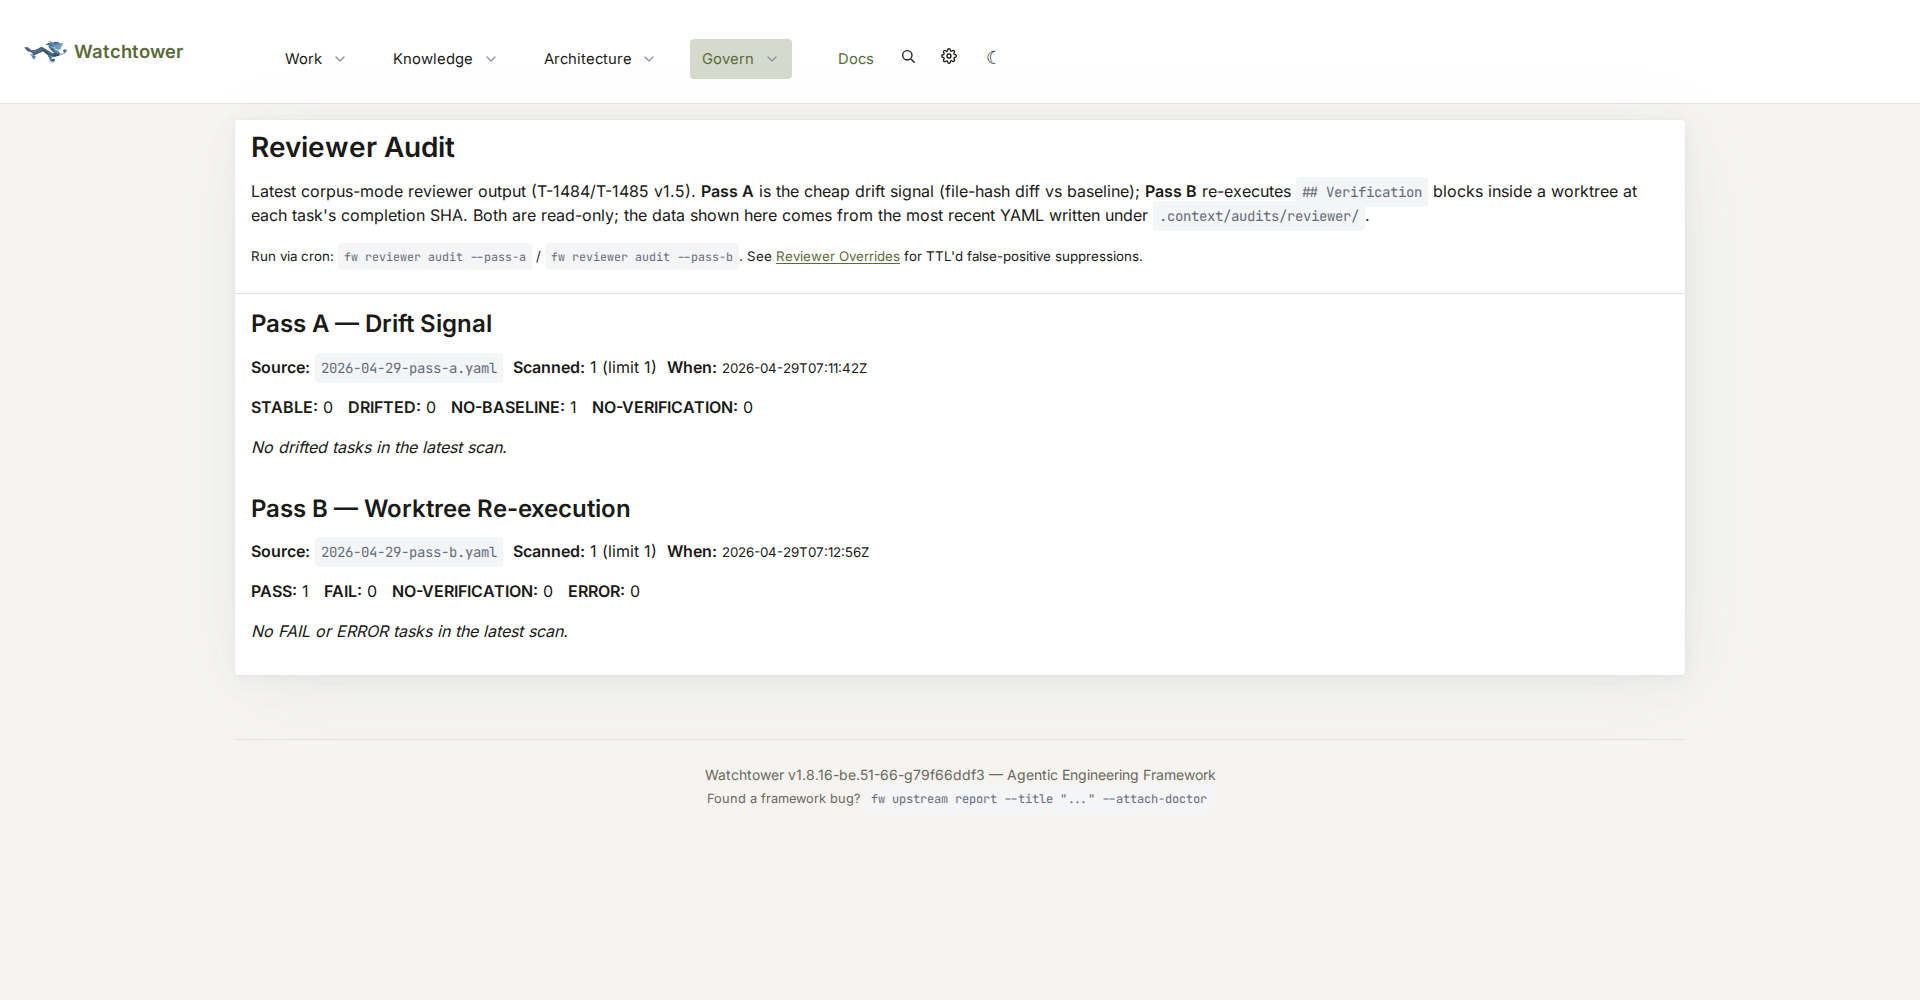 Watchtower
Work
Knowledge
Architecture
Govern
Docs
Reviewer Audit
Latest corpus-mode reviewer output (T-1484/T-1485 v1.5). Pass A is the cheap drift signal (file-hash diff vs baseline); Pass B re-executes ## Verification blocks inside a worktree at
each task's completion SHA. Both are read-only; the data shown here comes from the most recent YAML written under .context/audits/reviewer/ .
Run via cron: fw reviewer audit --pass-a / fw reviewer audit --pass-b . See Reviewer Overrides for TTL'd false-positive suppressions.
Pass A — Drift Signal
Source: 2026-04-29-pass-a.yaml Scanned: 1 (limit 1) When: 2026-04-29T07:11:42Z
STABLE: 0 DRIFTED: 0 NO-BASELINE: 1 NO-VERIFICATION: 0
No drifted tasks in the latest scan.
Pass B — Worktree Re-execution
Source: 2026-04-29-pass-b.yaml Scanned: 1 (limit 1) When: 2026-04-29T07:12:56Z
PASS: 1 FAIL: 0 NO-VERIFICATION: 0 ERROR: 0
No FAIL or ERROR tasks in the latest scan.
Watchtower v1.8.16-be.51-66-g79f66ddf3 — Agentic Engineering Framework
Found a framework bug? fw upstream report --title "..." --attach-doctor